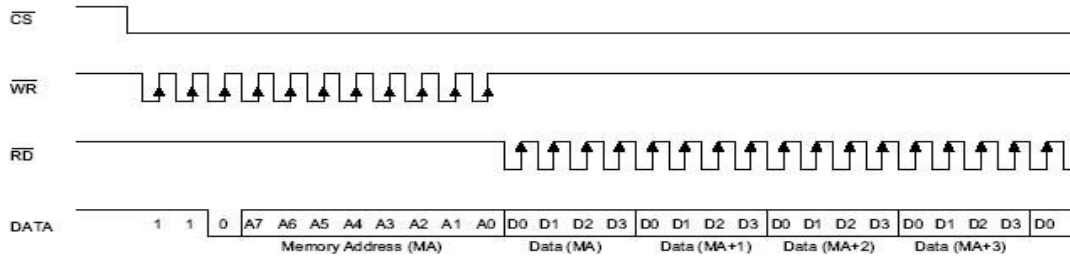 CS
WR
RD
DATA 1 1 0 A7 A6 A5 A4 A3 A2 A1 A0 D0 D1 D2 D3 D0 D1 D2 D3 D0 D1 D2 D3 D0 D1 D2 D3 D0
Memory Address (MA) Data (MA) Data (MA+1) Data (MA+2) Data (MA+3)